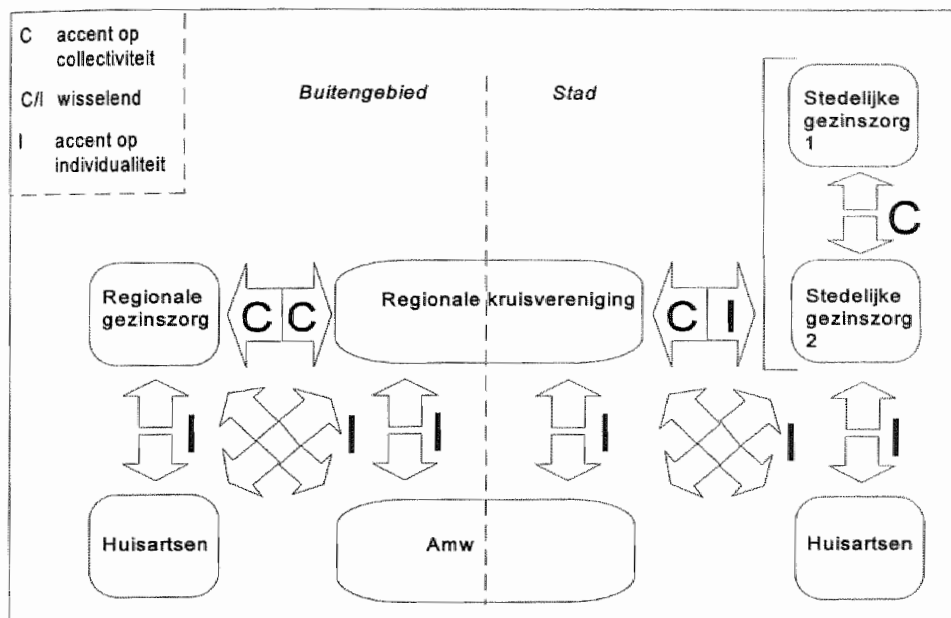 C accent op
collectiviteit
C/I wisselend
I accent op
individualiteit
Buitengebied Stad
Stedelijke
gezinszorg
1
C
Regionale
gezinszorg
C C
Regionale kruisvereniging
C I
Stedelijke
gezinszorg
2
I I I I I I
Huisartsen
Amw
Huisartsen